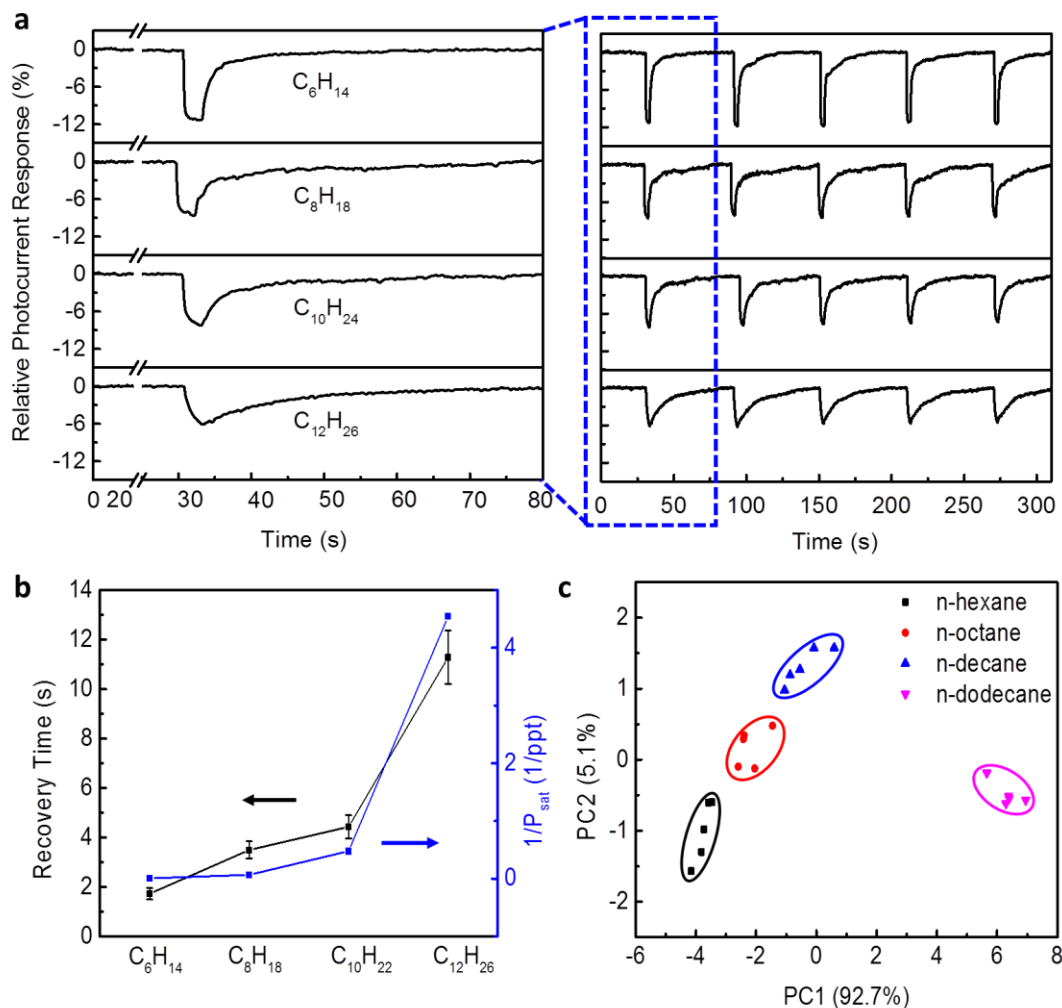 a
Relative Photocurrent Response (%)
0
-6
-12
C6H14
0
-6
-12
C8H18
0
-6
-12
C10H24
0
-6
-12
C12H26
0 20 30 40 50 60 70 80
Time (s)
0 50 100 150 200 250 300
Time (s)
b
Recovery Time (s)
14
12
10
8
6
4
2
0
C6H14 C8H18 C10H22 C12H26
4
2
0
1/Psat (1/ppt)
c
n-hexane
n-octane
n-decane
n-dodecane
PC2 (5.1%)
2
1
0
-1
-2
-6 -4 -2 0 2 4 6 8
PC1 (92.7%)